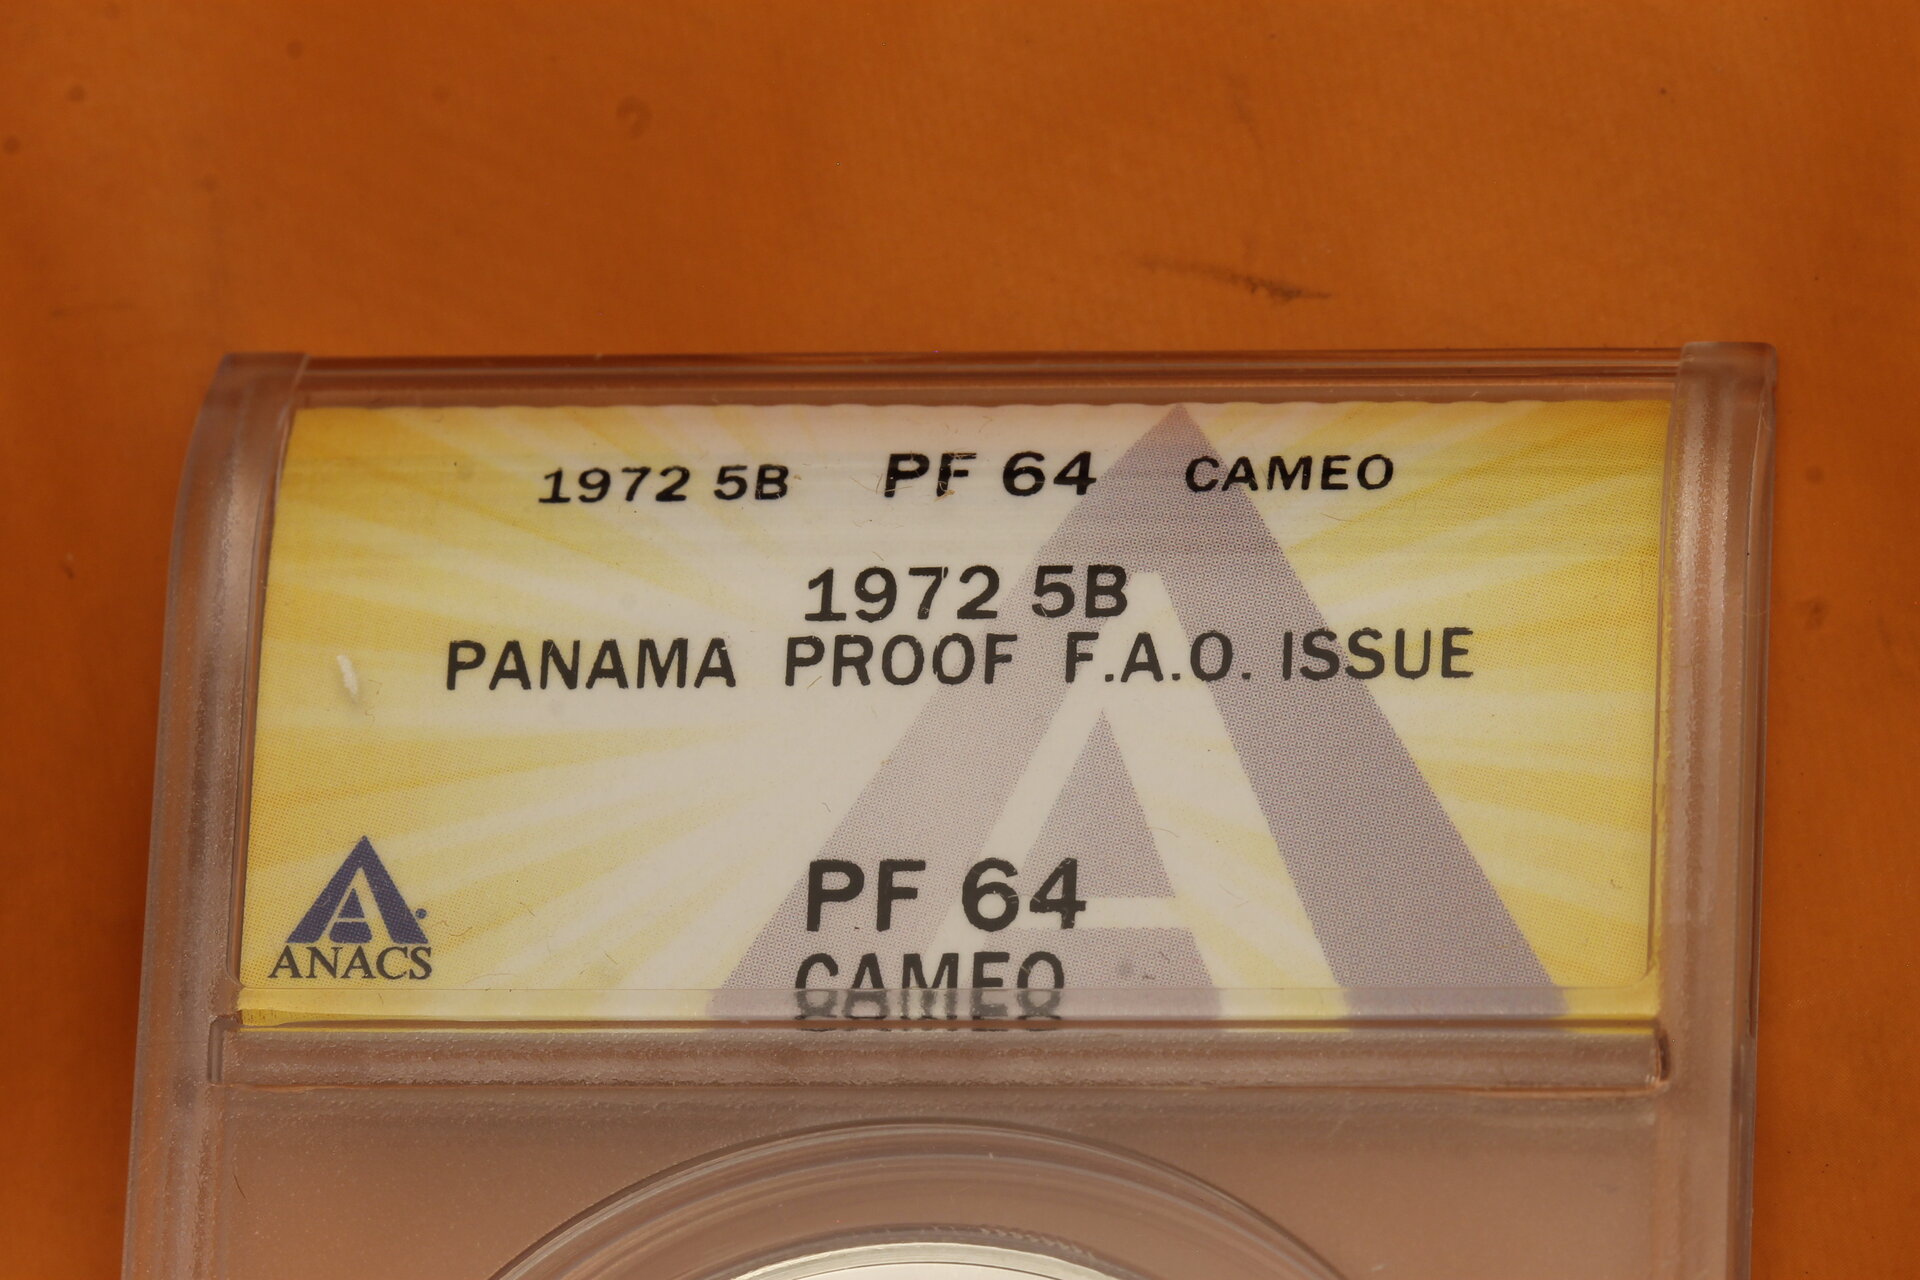 1972 5B PF 64 CAMEO
1972 5B
PANAMA PROOF F.A.O. ISSUE
PF 64
CAMEO
ANACS